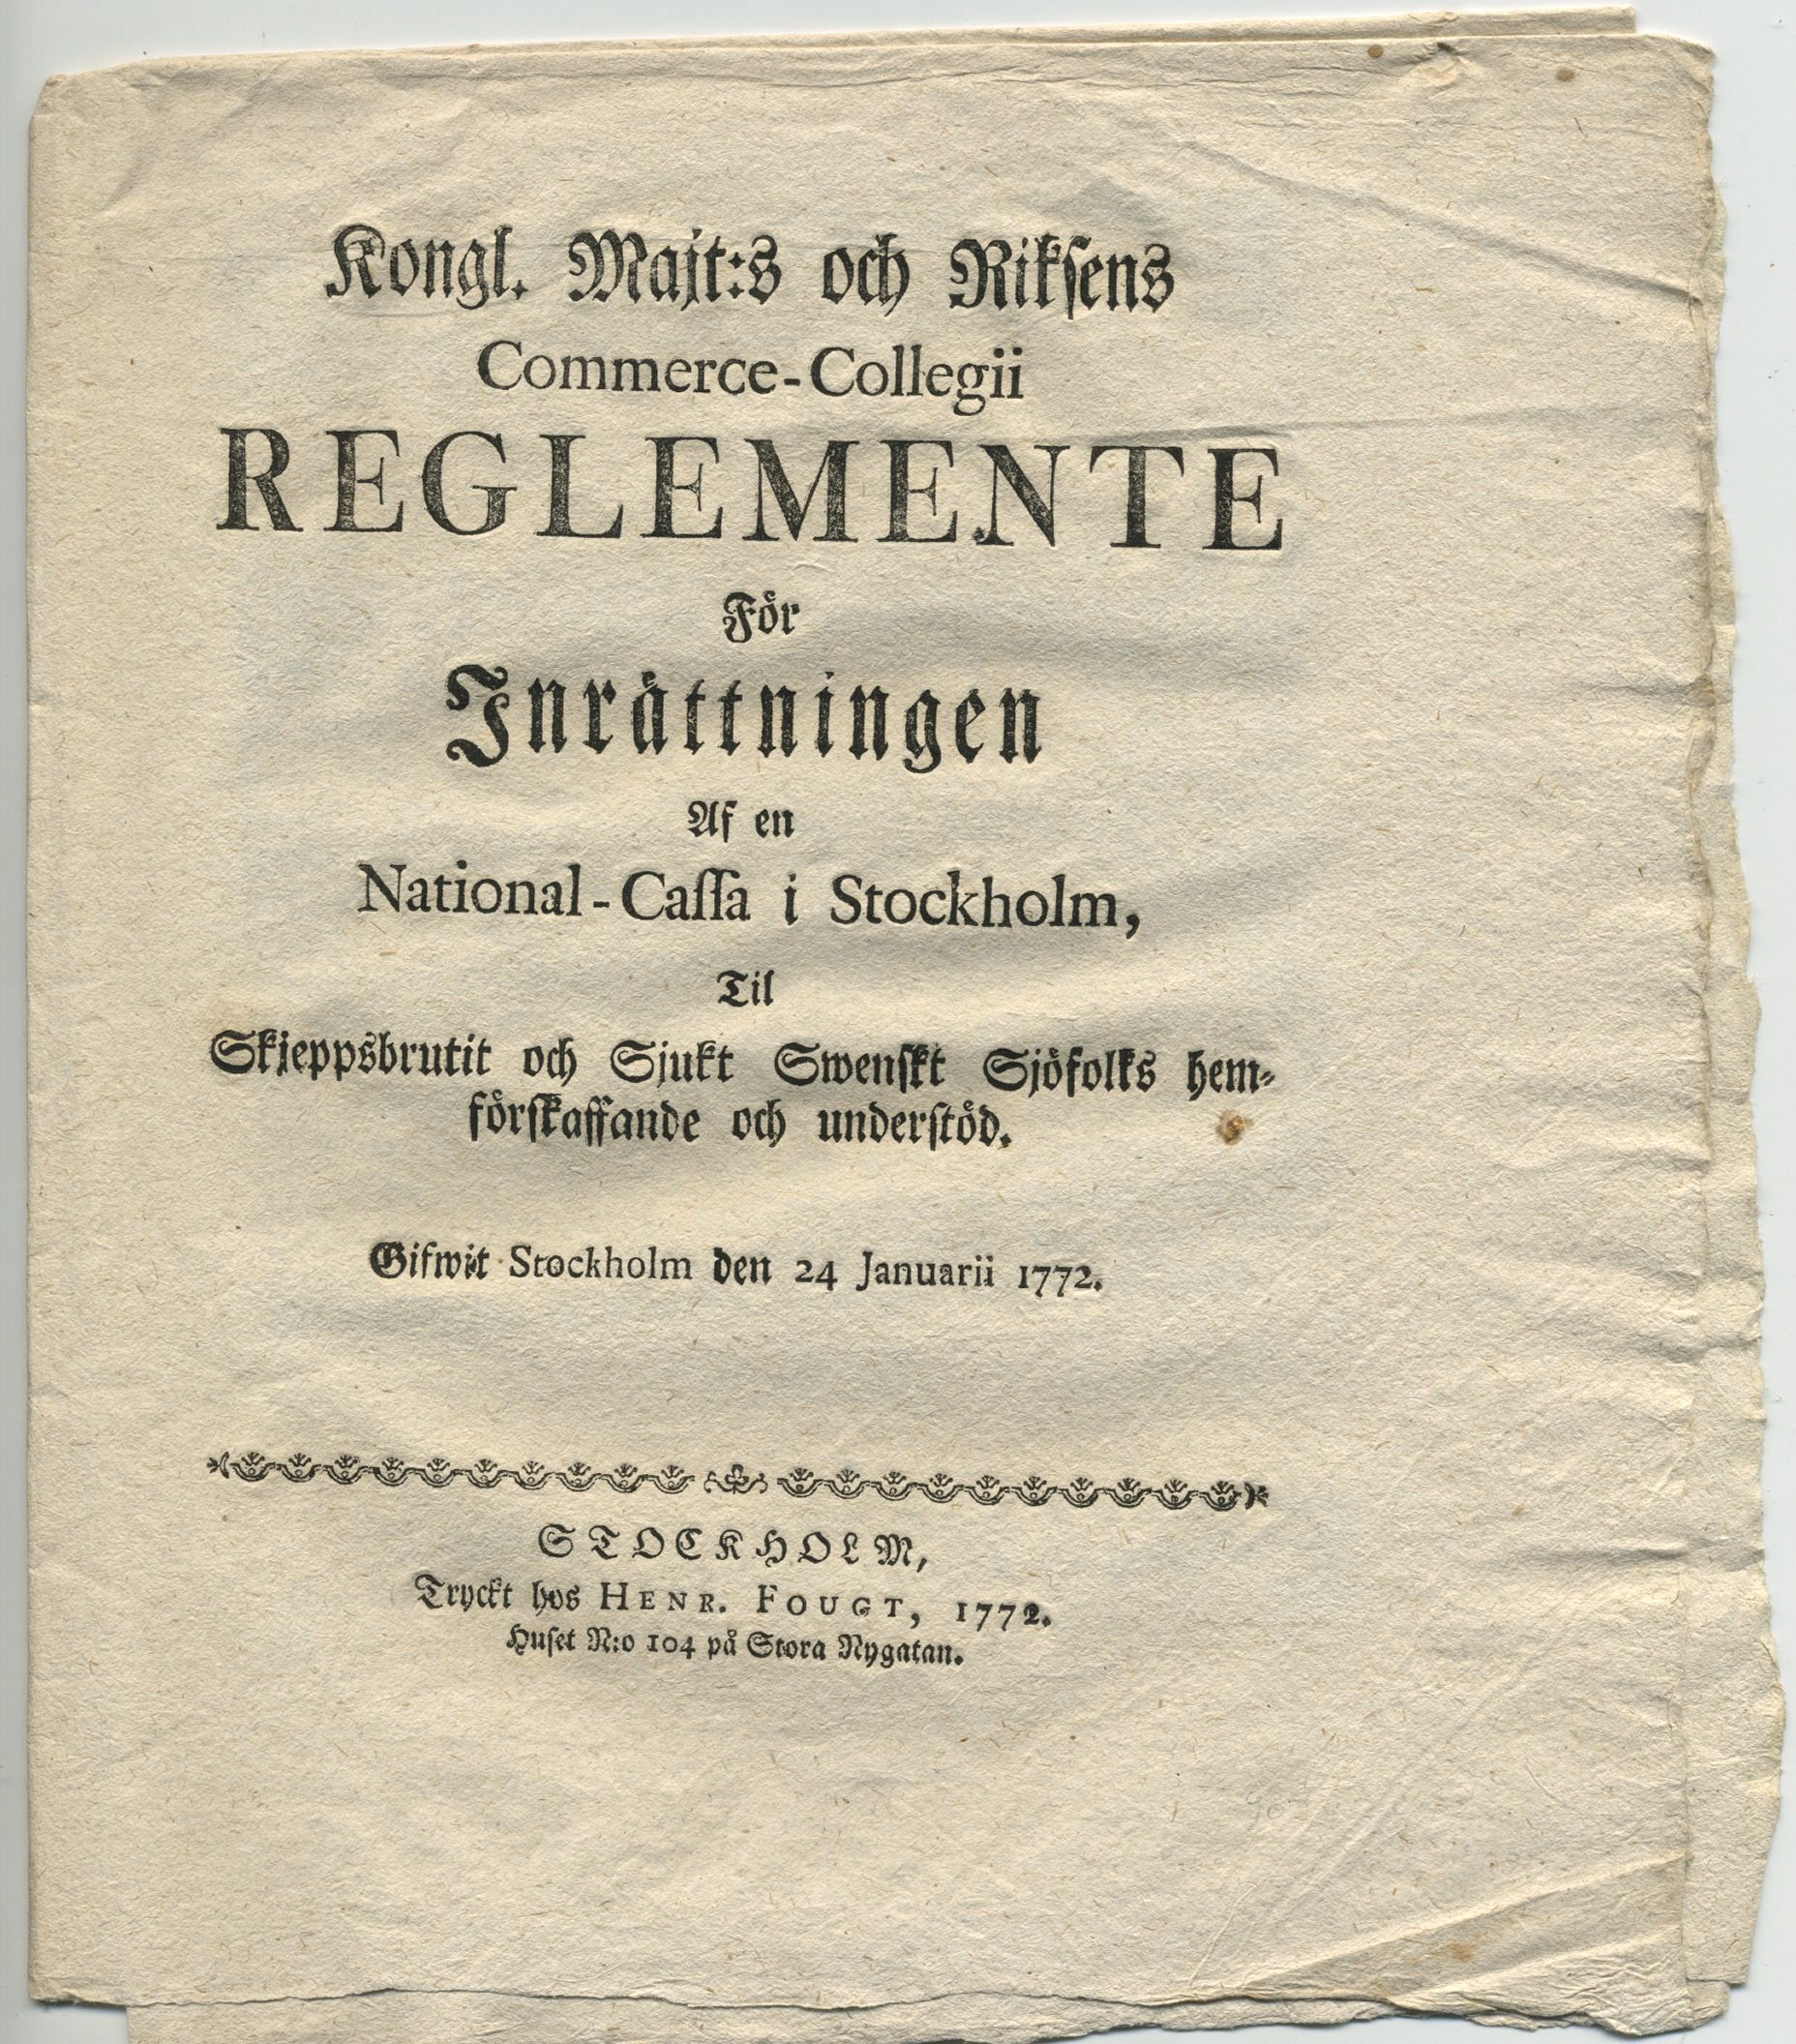 Kongl. Majt:s och Rikſens
Commerce-Collegii
REGLEMENTE
För
Inrättningen
Af en
National-Caſſa i Stockholm,
Til
Skjeppsbrutit och Sjukt Swenſkt Sjöfolks hem-
förſkaffande och underſtöd.
Gifwit Stockholm den 24 Januarii 1772.
STOCKHOLM,
Tryckt hos HENR. FOUGT, 1772.
Huſet N:o 104 på Stora Nygatan.